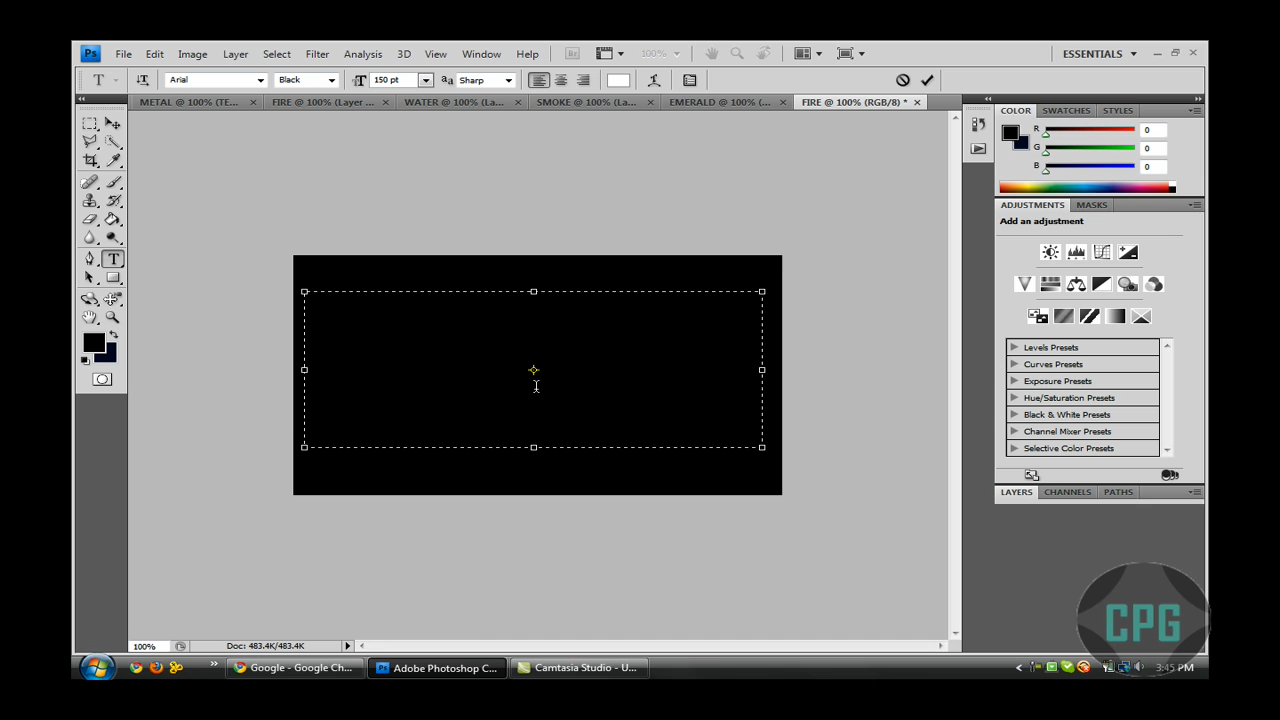 Ps File Edit Image Layer Select Filter Analysis 3D View Window Help Br 100% ESSENTIALS
T T Arial Black T 150 pt aa Sharp
METAL @ 100% (TE... FIRE @ 100% (Layer ... WATER @ 100% (La... SMOKE @ 100% (La... EMERALD @ 100% (... FIRE @ 100% (RGB/8) *
COLOR SWATCHES STYLES
R 0
G 0
B 0
ADJUSTMENTS MASKS
Add an adjustment
T
Levels Presets
Curves Presets
Exposure Presets
Hue/Saturation Presets
Black & White Presets
Channel Mixer Presets
Selective Color Presets
LAYERS CHANNELS PATHS
CPG
100% Doc: 483.4K/483.4K
Google - Google Ch... Ps Adobe Photoshop C... Camtasia Studio - U... 3:45 PM